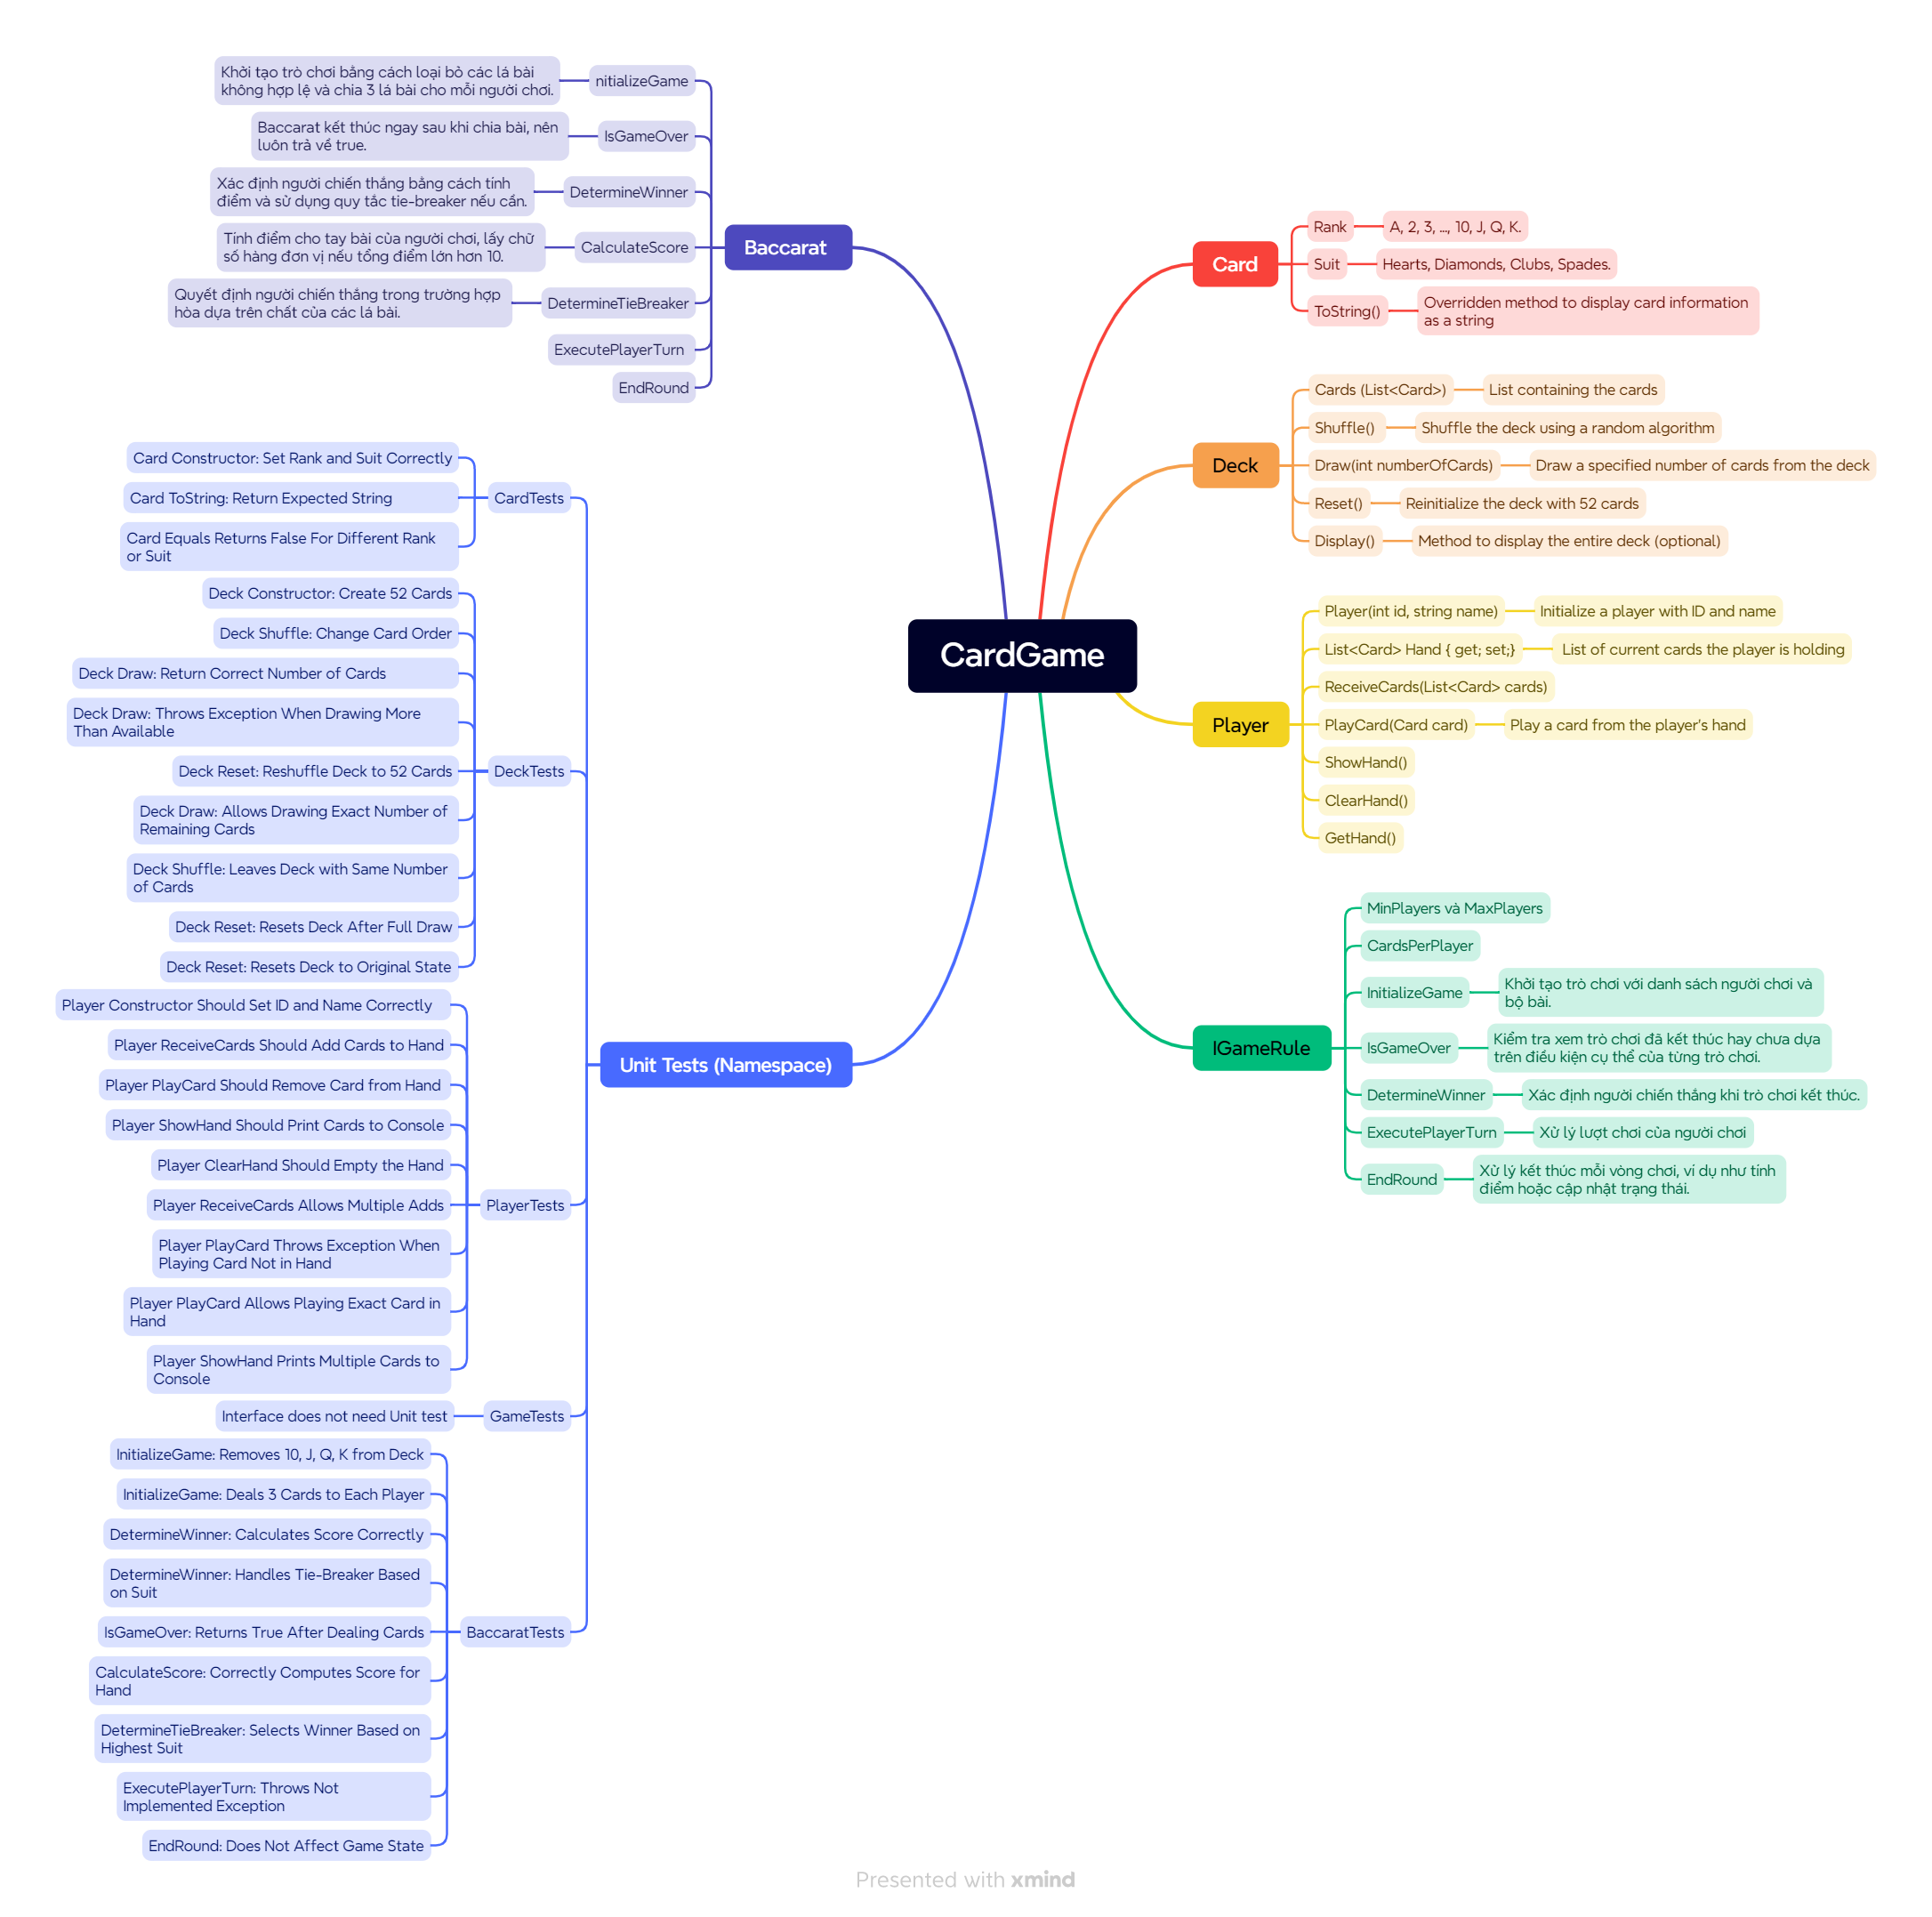 CardGame
Card
Rank
A, 2, 3, ..., 10, J, Q, K.
Suit
Hearts, Diamonds, Clubs, Spades.
ToString()
Overridden method to display card information
as a string
Deck
Cards (List<Card>)
List containing the cards
Shuffle()
Shuffle the deck using a random algorithm
Draw(int numberOfCards)
Draw a specified number of cards from the deck
Reset()
Reinitialize the deck with 52 cards
Display()
Method to display the entire deck (optional)
Player
Player(int id, string name)
Initialize a player with ID and name
List<Card> Hand { get; set;}
List of current cards the player is holding
ReceiveCards(List<Card> cards)
PlayCard(Card card)
Play a card from the player's hand
ShowHand()
ClearHand()
GetHand()
IGameRule
MinPlayers và MaxPlayers
CardsPerPlayer
InitializeGame
Khởi tạo trò chơi với danh sách người chơi và
bộ bài.
IsGameOver
Kiểm tra xem trò chơi đã kết thúc hay chưa dựa
trên điều kiện cụ thể của từng trò chơi.
DetermineWinner
Xác định người chiến thắng khi trò chơi kết thúc.
ExecutePlayerTurn
Xử lý lượt chơi của người chơi
EndRound
Xử lý kết thúc mỗi vòng chơi, ví dụ như tính
điểm hoặc cập nhật trạng thái.
Baccarat
nitializeGame
Khởi tạo trò chơi bằng cách loại bỏ các lá bài
không hợp lệ và chia 3 lá bài cho mỗi người chơi.
IsGameOver
Baccarat kết thúc ngay sau khi chia bài, nên
luôn trả về true.
DetermineWinner
Xác định người chiến thắng bằng cách tính
điểm và sử dụng quy tắc tie-breaker nếu cần.
CalculateScore
Tính điểm cho tay bài của người chơi, lấy chữ
số hàng đơn vị nếu tổng điểm lớn hơn 10.
DetermineTieBreaker
Quyết định người chiến thắng trong trường hợp
hòa dựa trên chất của các lá bài.
ExecutePlayerTurn
EndRound
Unit Tests (Namespace)
CardTests
Card Constructor: Set Rank and Suit Correctly
Card ToString: Return Expected String
Card Equals Returns False For Different Rank
or Suit
DeckTests
Deck Constructor: Create 52 Cards
Deck Shuffle: Change Card Order
Deck Draw: Return Correct Number of Cards
Deck Draw: Throws Exception When Drawing More
Than Available
Deck Reset: Reshuffle Deck to 52 Cards
Deck Draw: Allows Drawing Exact Number of
Remaining Cards
Deck Shuffle: Leaves Deck with Same Number
of Cards
Deck Reset: Resets Deck After Full Draw
Deck Reset: Resets Deck to Original State
PlayerTests
Player Constructor Should Set ID and Name Correctly
Player ReceiveCards Should Add Cards to Hand
Player PlayCard Should Remove Card from Hand
Player ShowHand Should Print Cards to Console
Player ClearHand Should Empty the Hand
Player ReceiveCards Allows Multiple Adds
Player PlayCard Throws Exception When
Playing Card Not in Hand
Player PlayCard Allows Playing Exact Card in
Hand
Player ShowHand Prints Multiple Cards to
Console
GameTests
Interface does not need Unit test
BaccaratTests
InitializeGame: Removes 10, J, Q, K from Deck
InitializeGame: Deals 3 Cards to Each Player
DetermineWinner: Calculates Score Correctly
DetermineWinner: Handles Tie-Breaker Based
on Suit
IsGameOver: Returns True After Dealing Cards
CalculateScore: Correctly Computes Score for
Hand
DetermineTieBreaker: Selects Winner Based on
Highest Suit
ExecutePlayerTurn: Throws Not
Implemented Exception
EndRound: Does Not Affect Game State
Presented with xmind